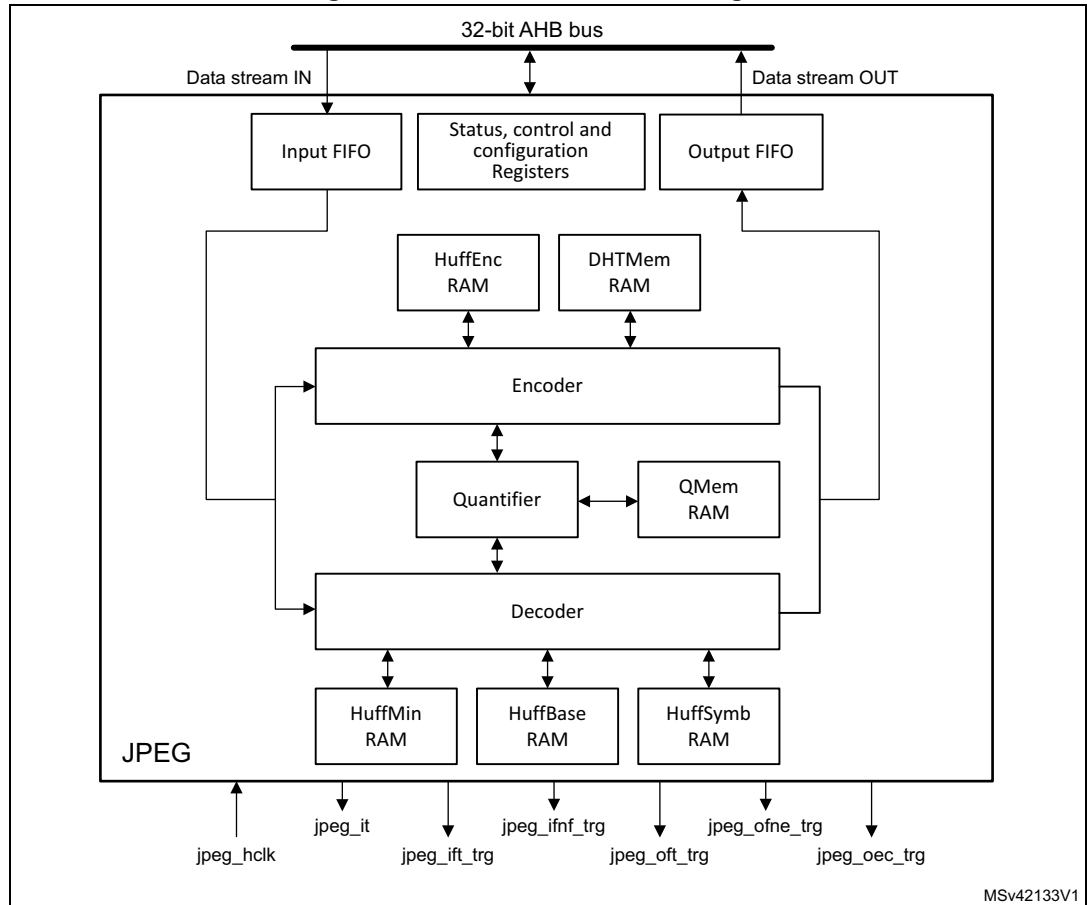 32-bit AHB bus
Data stream IN
Data stream OUT
Input FIFO
Status, control and
configuration
Registers
Output FIFO
HuffEnc
RAM
DHTMem
RAM
Encoder
Quantifier
QMem
RAM
Decoder
HuffMin
RAM
HuffBase
RAM
HuffSymb
RAM
JPEG
jpeg_hclk
jpeg_it
jpeg_ift_trg
jpeg_ifnf_trg
jpeg_oft_trg
jpeg_ofne_trg
jpeg_oec_trg
MSv42133V1